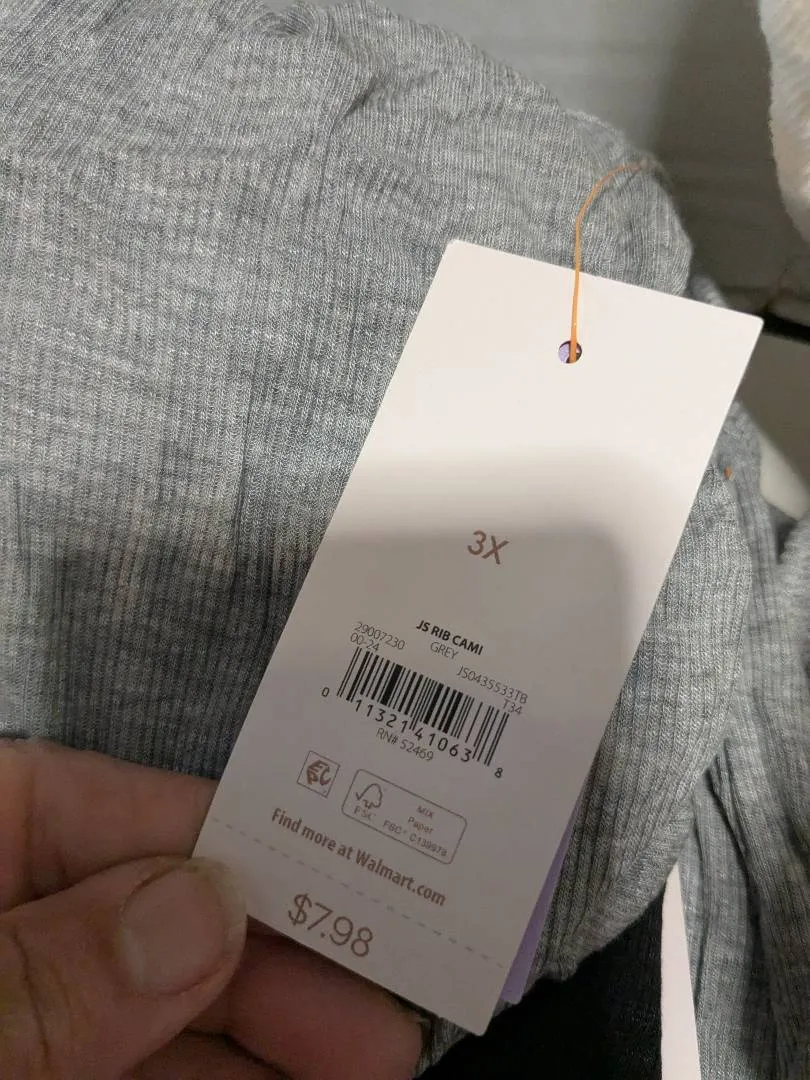 3X
JS RIB CAMI
29007230 GREY
00-24 JS0435533TB
T34
0 11321 41063 8
RN# 52469
EPC
FSC MIX
Paper
FSC® C139978
Find more at Walmart.com
$7.98